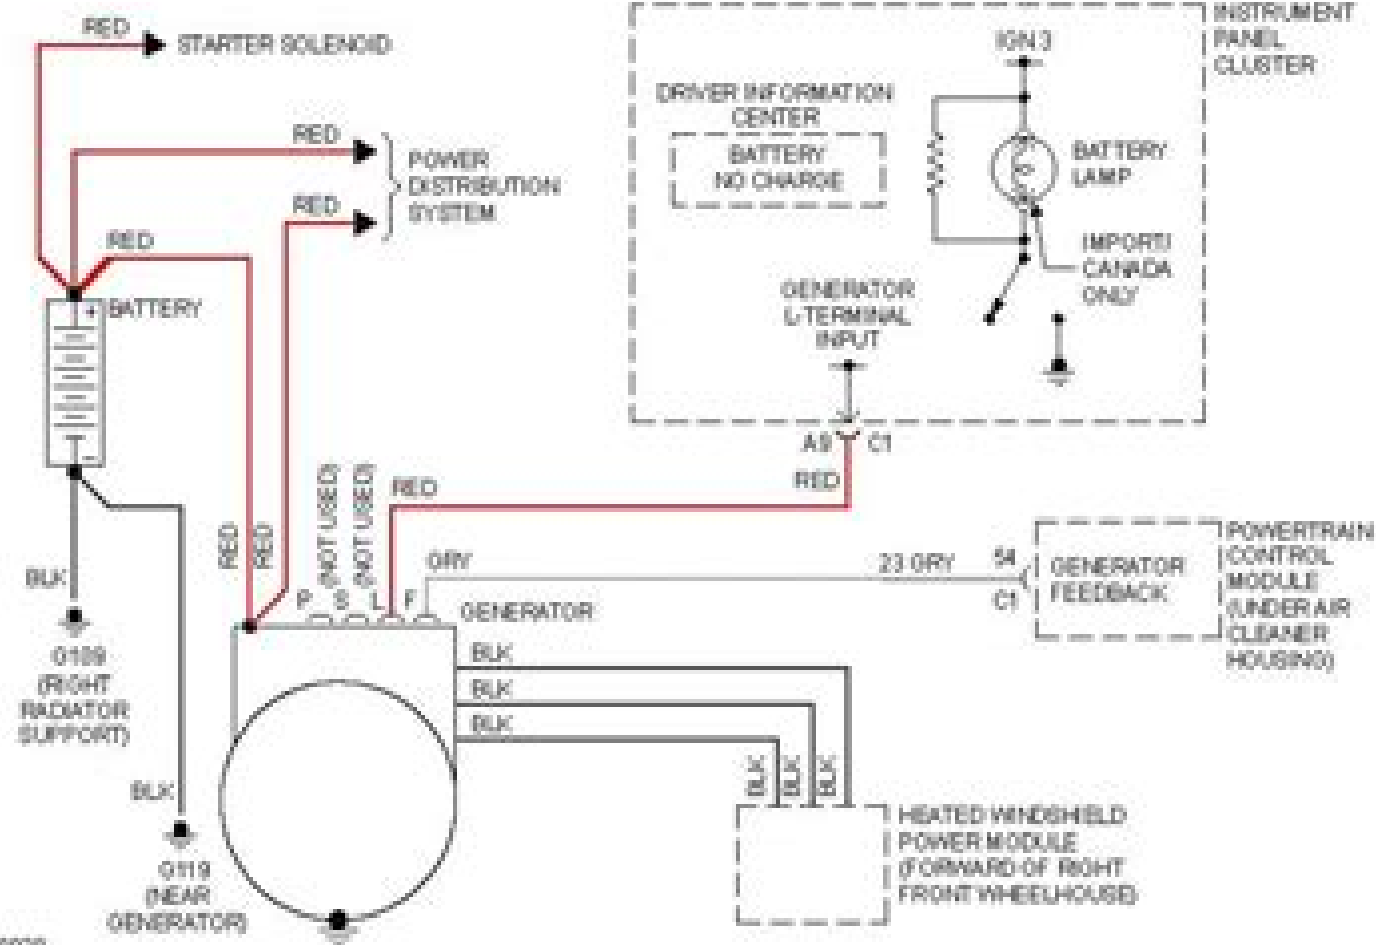 RED
STARTER SOLENOID
RED
POWER
DISTRIBUTION
SYSTEM
RED
RED
+
BATTERY
-
BLK
G109
(RIGHT
RADIATOR
SUPPORT)
BLK
G119
(NEAR
GENERATOR)
INSTRUMENT
PANEL
CLUSTER
IGN 3
DRIVER INFORMATION
CENTER
BATTERY
NO CHARGE
BATTERY
LAMP
IMPORT/
CANADA
ONLY
GENERATOR
L-TERMINAL
INPUT
A9 C1
RED
RED
RED
RED
(NOT USED)
(NOT USED)
P S L F
GRY
23 GRY
54
C1
GENERATOR
FEEDBACK
POWERTRAIN
CONTROL
MODULE
(UNDER AIR
CLEANER
HOUSING)
GENERATOR
BLK
BLK
BLK
BLK
BLK
BLK
HEATED WINDSHIELD
POWER MODULE
(FORWARD OF RIGHT
FRONT WHEELHOUSE)